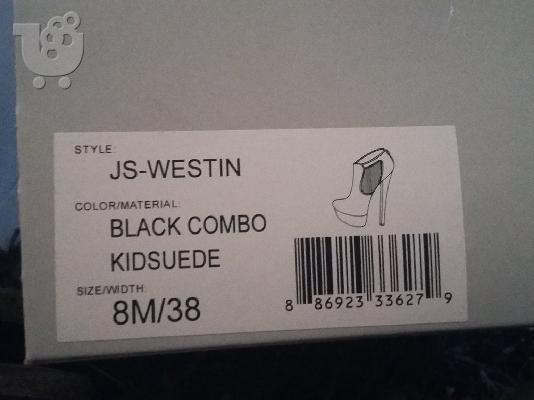 STYLE:
JS-WESTIN
COLOR/MATERIAL:
BLACK COMBO
KIDSUEDE
SIZE/WIDTH:
8M/38
8 86923 33627 9